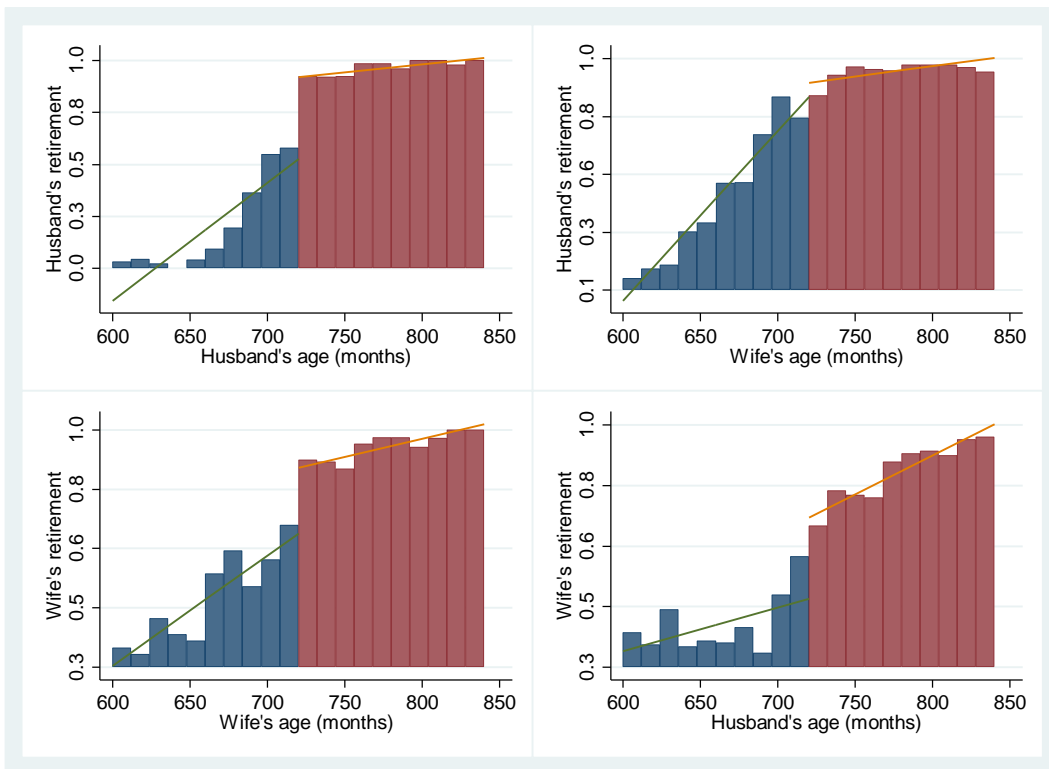 Husband's retirement
1.0
0.8
0.5
0.3
0.0
600 650 700 750 800 850
Husband's age (months)
Husband's retirement
1.0
0.8
0.6
0.3
0.1
600 650 700 750 800 850
Wife's age (months)
Wife's retirement
1.0
0.8
0.6
0.5
0.3
600 650 700 750 800 850
Wife's age (months)
Wife's retirement
1.0
0.8
0.6
0.5
0.3
600 650 700 750 800 850
Husband's age (months)